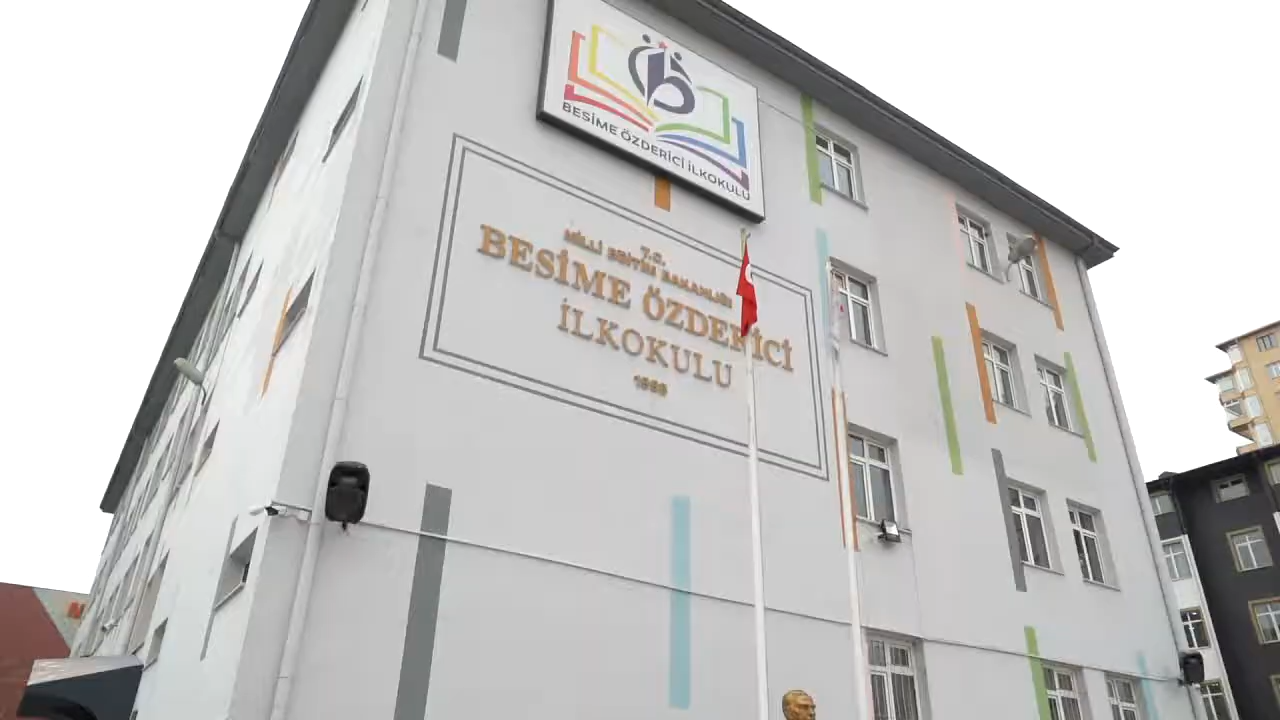 BESİME ÖZDERİCİ İLKOKULU
T.C.
MİLLİ EĞİTİM BAKANLIĞI
BESİME ÖZDERİCİ
İLKOKULU